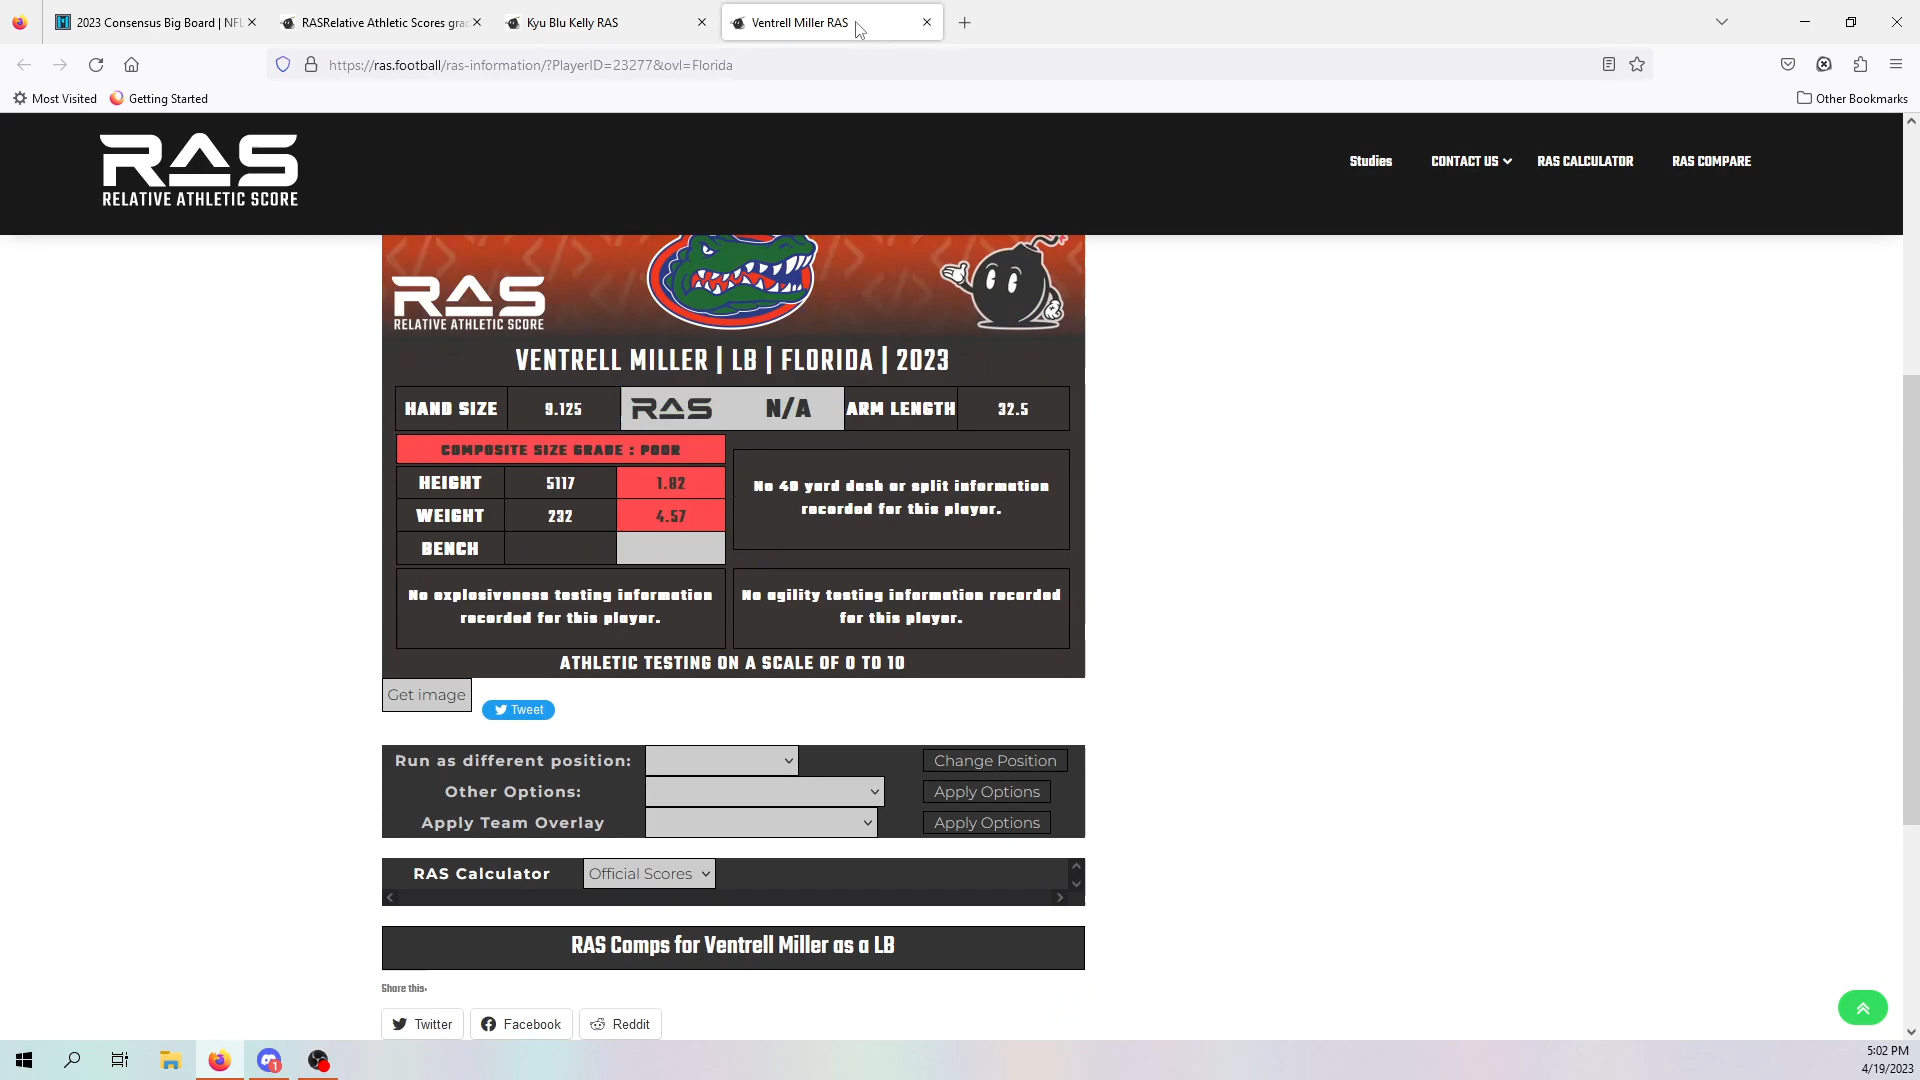 2023 Consensus Big Board | NFL
RASRelative Athletic Scores gra
Kyu Blu Kelly RAS
Ventrell Miller RAS
https://ras.football/ras-information/?PlayerID=23277&ovl=Florida
Most Visited
Getting Started
Other Bookmarks
RAS
RELATIVE ATHLETIC SCORE
Studies
CONTACT US
RAS CALCULATOR
RAS COMPARE
RAS
RELATIVE ATHLETIC SCORE
VENTRELL MILLER | LB | FLORIDA | 2023
HAND SIZE 9.125 RAS N/A ARM LENGTH 32.5
COMPOSITE SIZE GRADE : POOR
HEIGHT 5117 1.82
WEIGHT 232 4.57
BENCH
No 40 yard dash or split information
recorded for this player.
No explosiveness testing information
recorded for this player.
No agility testing information recorded
for this player.
ATHLETIC TESTING ON A SCALE OF 0 TO 10
Get image
Tweet
Run as different position:
Change Position
Other Options:
Apply Options
Apply Team Overlay
Apply Options
RAS Calculator
Official Scores
RAS Comps for Ventrell Miller as a LB
Share this:
Twitter
Facebook
Reddit
1
5:02 PM
4/19/2023